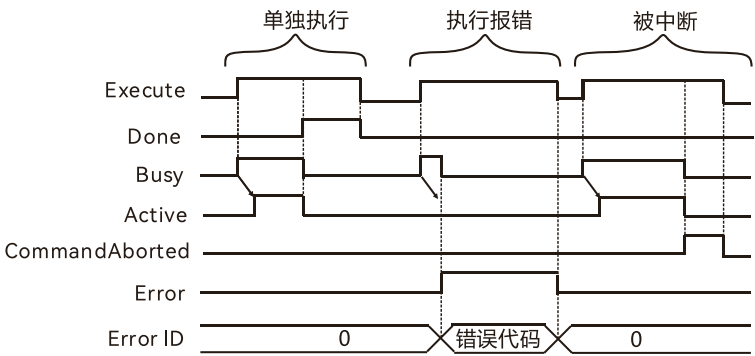 单独执行 执行报错 被中断
Execute
Done
Busy
Active
CommandAborted
Error
Error ID 0 错误代码 0